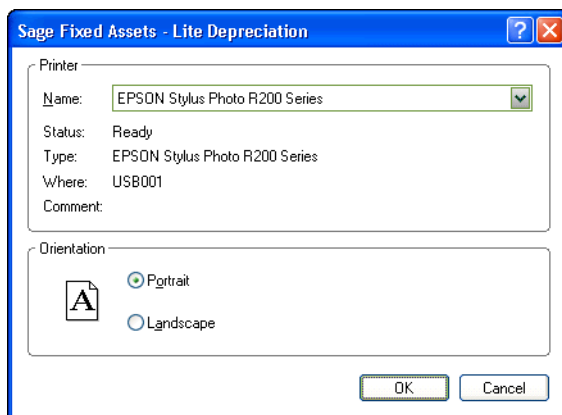 Sage Fixed Assets - Lite Depreciation
Printer
Name: EPSON Stylus Photo R200 Series
Status: Ready
Type: EPSON Stylus Photo R200 Series
Where: USB001
Comment:
Orientation
A
Portrait
Landscape
OK Cancel